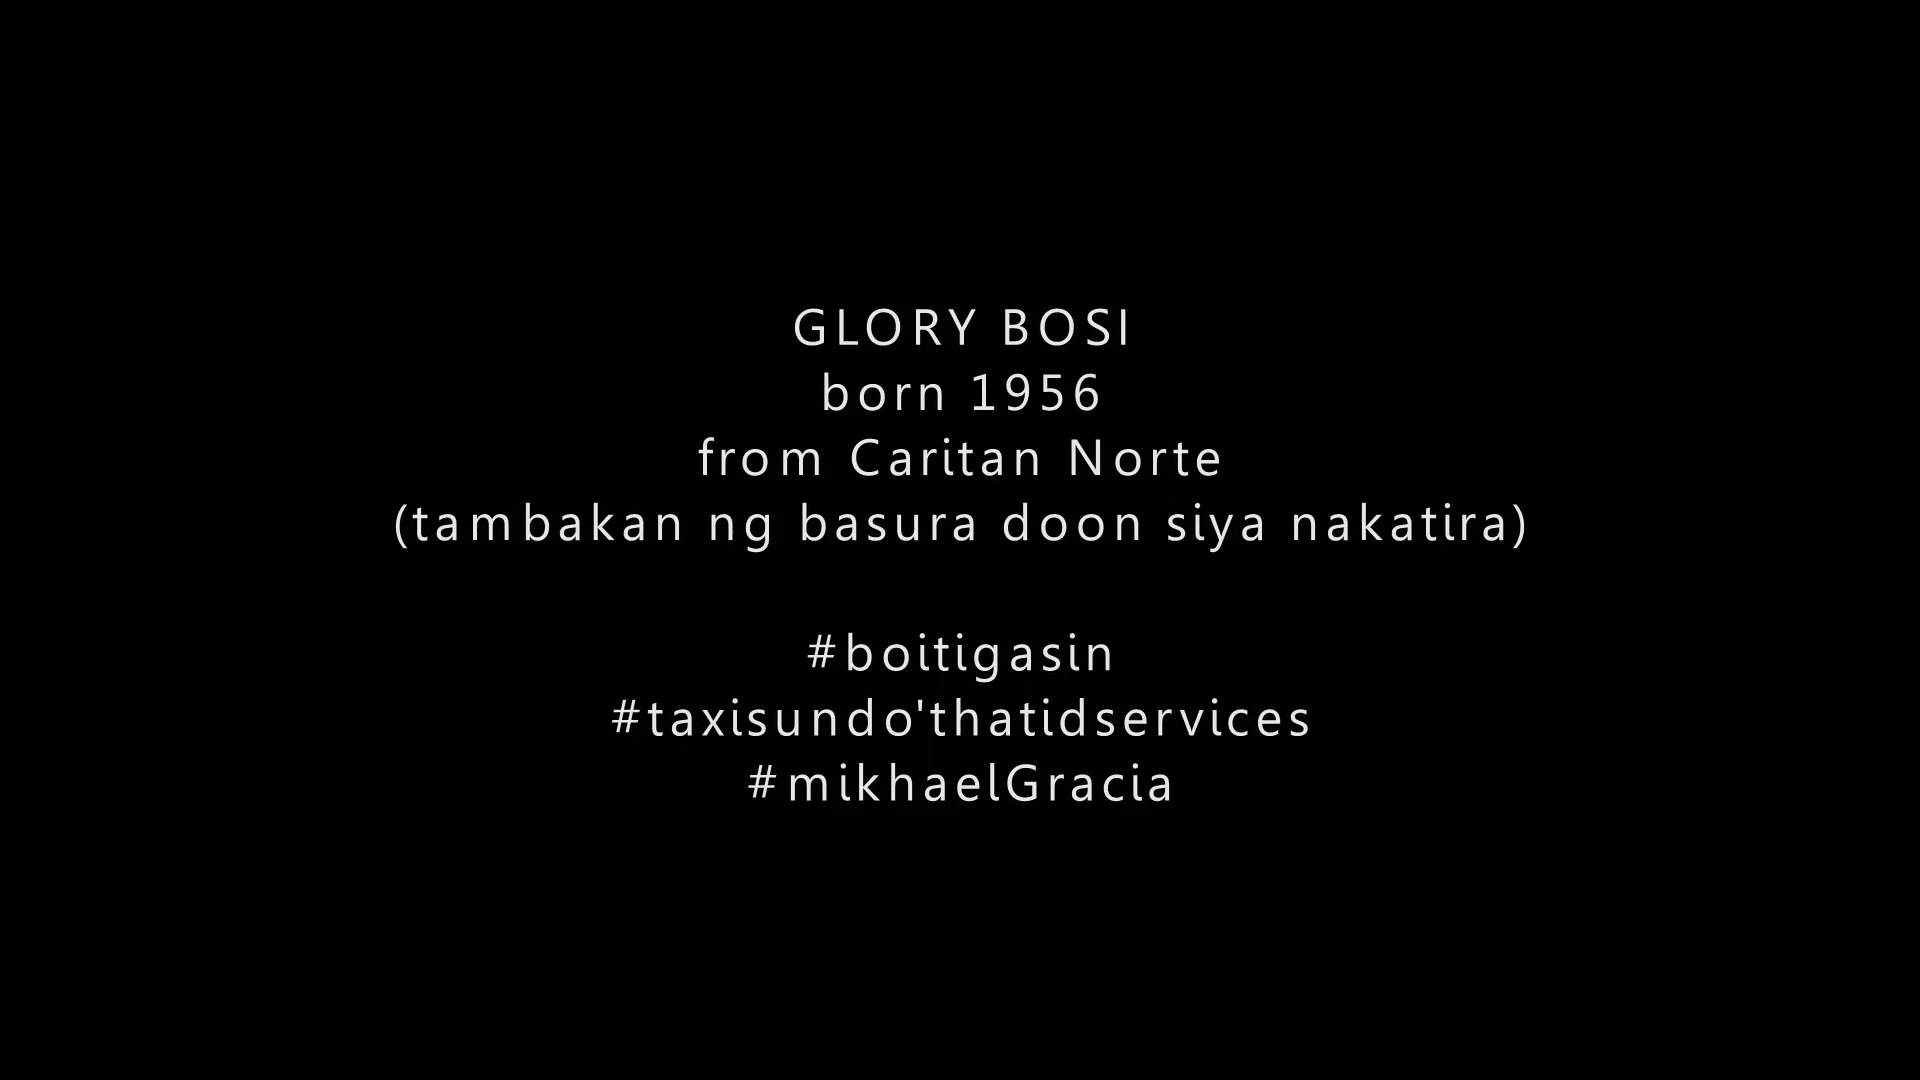 GLORY BOSI
born 1956
from Caritan Norte
(tambakan ng basura doon siya nakatira)
#boitigasin
#taxisundo'thatidservices
#mikhaelGracia